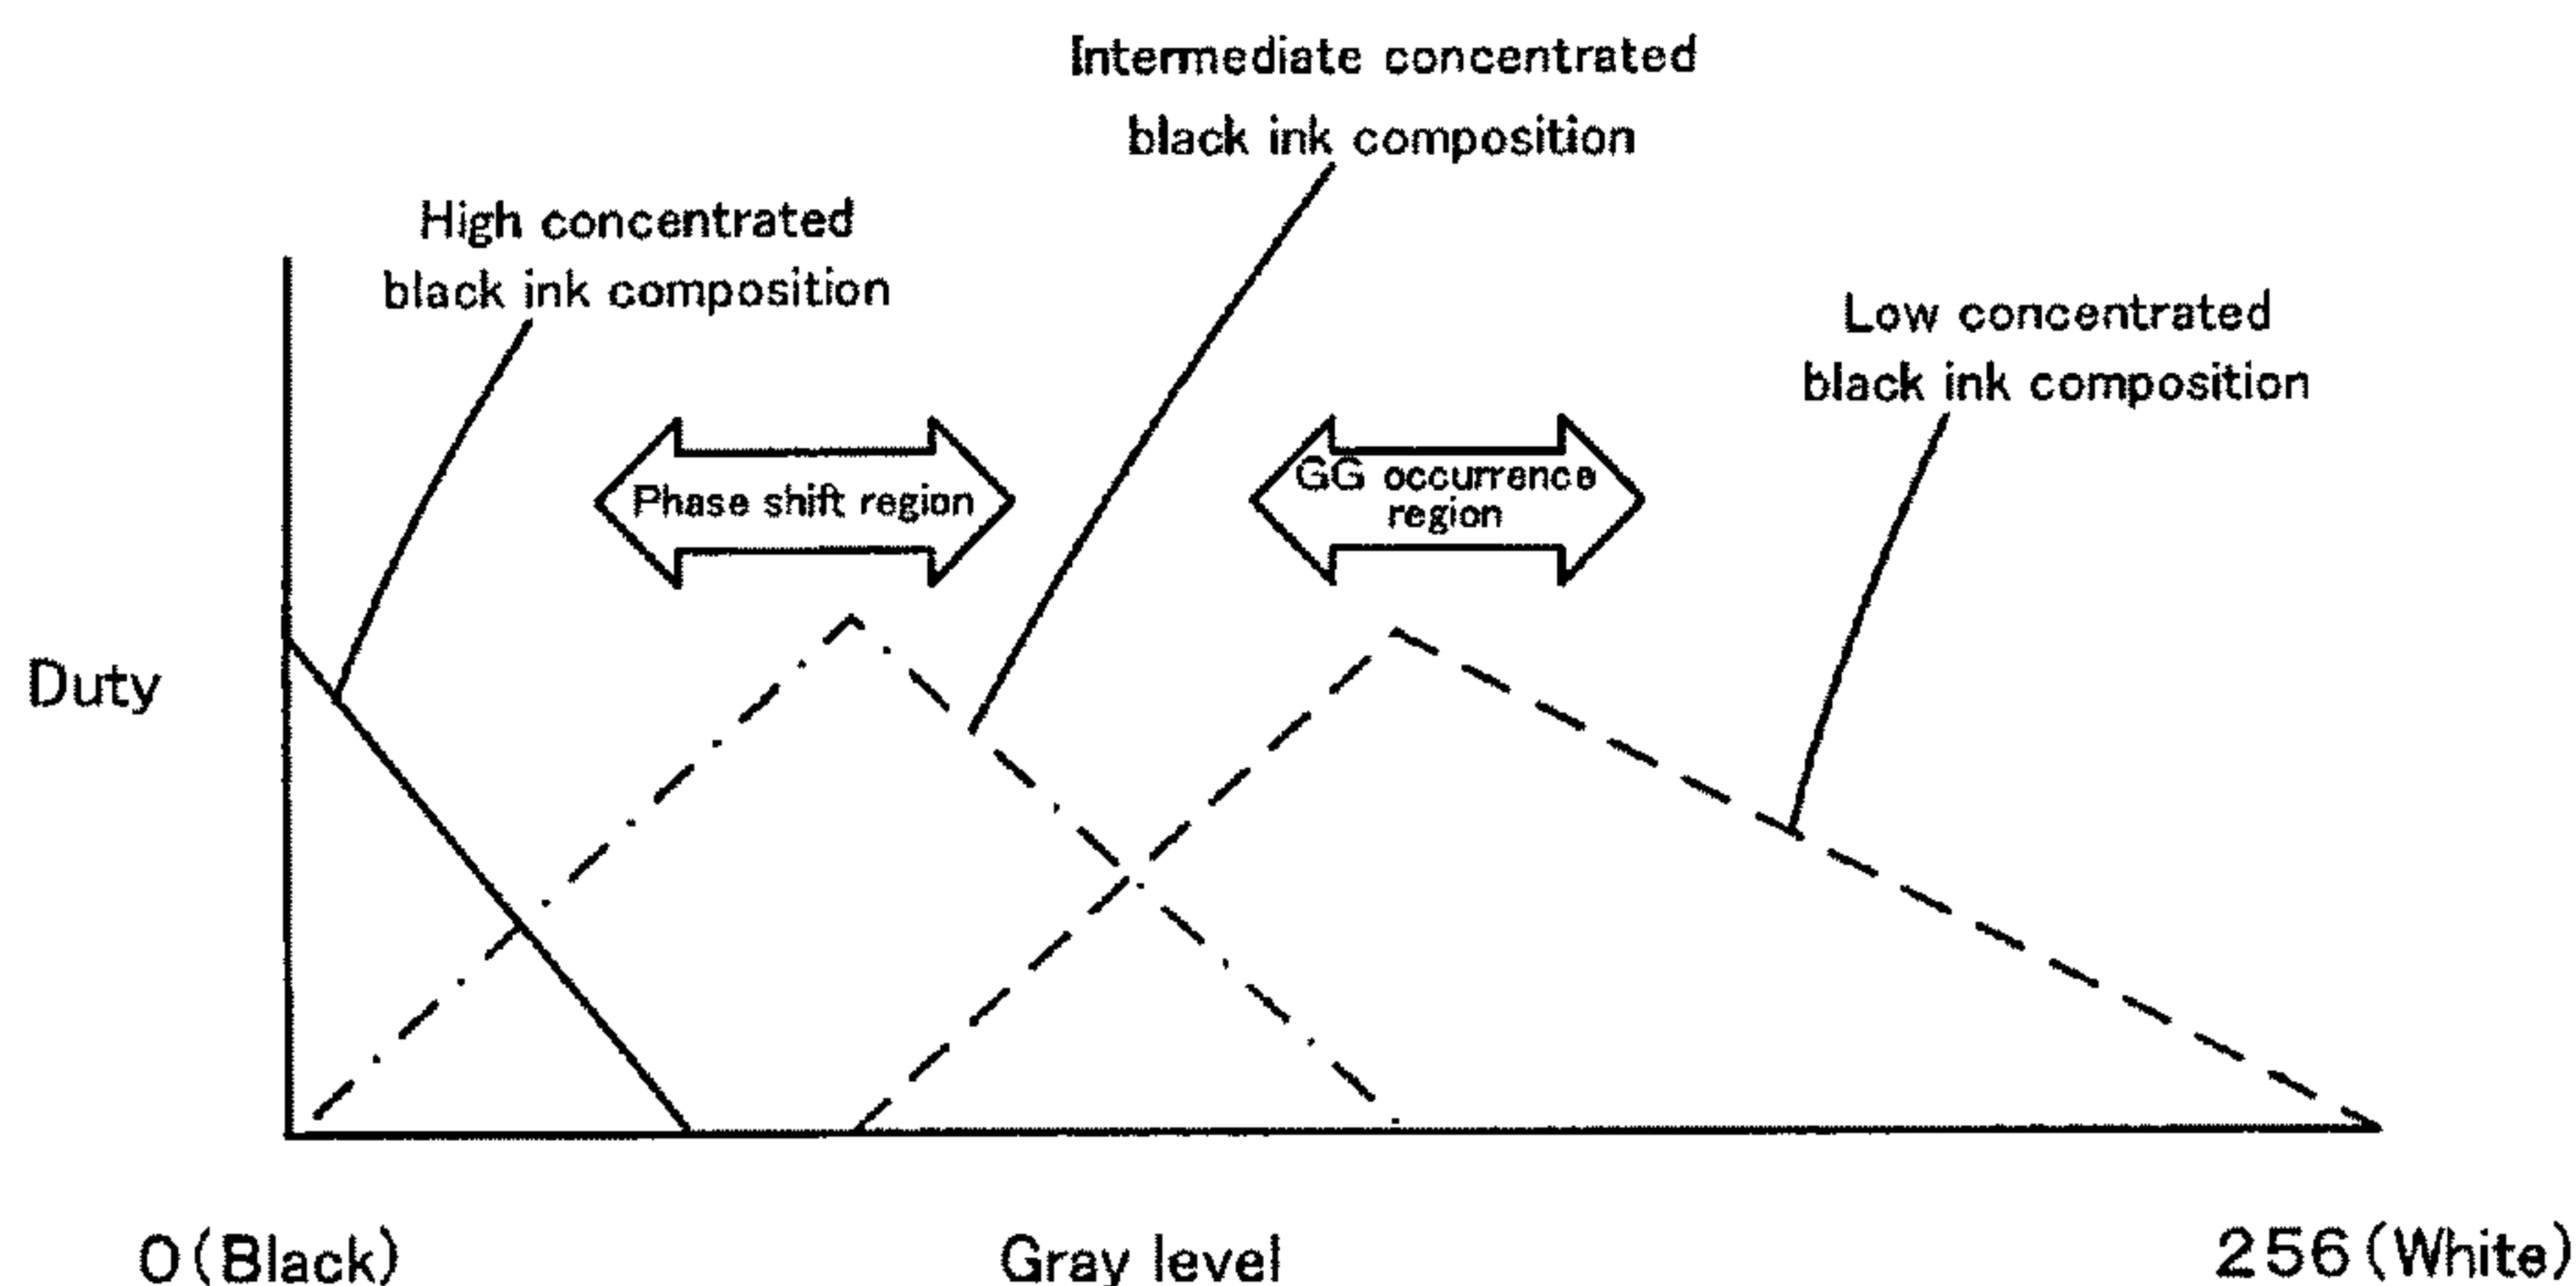 Intermediate concentrated
black ink composition
High concentrated
black ink composition
Low concentrated
black ink composition
Phase shift region
GG occurrence
region
Duty
0(Black)
Gray level
256(White)